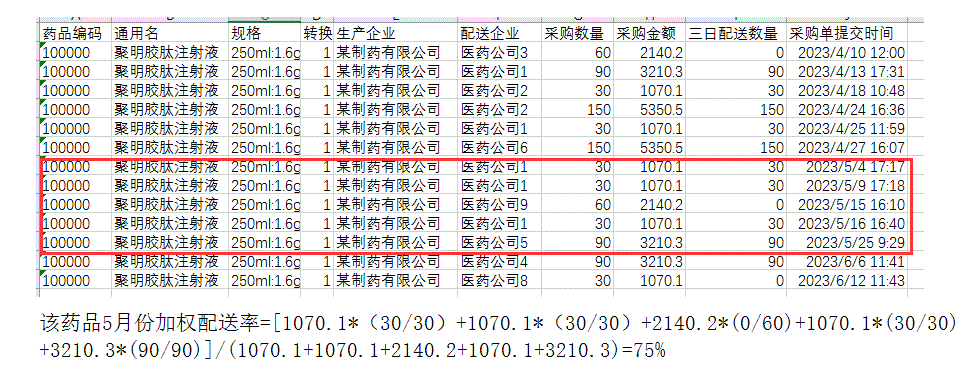 药品编码 通用名 规格 转换 生产企业 配送企业 采购数量 采购金额 三日配送数量 采购单提交时间
100000 聚明胶肽注射液 250ml:1.6g 1 某制药有限公司 医药公司3 60 2140.2 0 2023/4/10 12:00
100000 聚明胶肽注射液 250ml:1.6g 1 某制药有限公司 医药公司1 90 3210.3 90 2023/4/13 17:31
100000 聚明胶肽注射液 250ml:1.6g 1 某制药有限公司 医药公司2 30 1070.1 30 2023/4/18 10:48
100000 聚明胶肽注射液 250ml:1.6g 1 某制药有限公司 医药公司2 150 5350.5 150 2023/4/24 16:36
100000 聚明胶肽注射液 250ml:1.6g 1 某制药有限公司 医药公司1 30 1070.1 30 2023/4/25 11:59
100000 聚明胶肽注射液 250ml:1.6g 1 某制药有限公司 医药公司6 150 5350.5 150 2023/4/27 16:07
100000 聚明胶肽注射液 250ml:1.6g 1 某制药有限公司 医药公司1 30 1070.1 30 2023/5/4 17:17
100000 聚明胶肽注射液 250ml:1.6g 1 某制药有限公司 医药公司1 30 1070.1 30 2023/5/9 17:18
100000 聚明胶肽注射液 250ml:1.6g 1 某制药有限公司 医药公司9 60 2140.2 0 2023/5/15 16:10
100000 聚明胶肽注射液 250ml:1.6g 1 某制药有限公司 医药公司1 30 1070.1 30 2023/5/16 16:40
100000 聚明胶肽注射液 250ml:1.6g 1 某制药有限公司 医药公司5 90 3210.3 90 2023/5/25 9:29
100000 聚明胶肽注射液 250ml:1.6g 1 某制药有限公司 医药公司4 90 3210.3 90 2023/6/6 11:41
100000 聚明胶肽注射液 250ml:1.6g 1 某制药有限公司 医药公司8 30 1070.1 0 2023/6/12 11:43
该药品5月份加权配送率=[1070.1*（30/30）+1070.1*（30/30）+2140.2*(0/60)+1070.1*(30/30)
+3210.3*(90/90)]/(1070.1+1070.1+2140.2+1070.1+3210.3)=75%